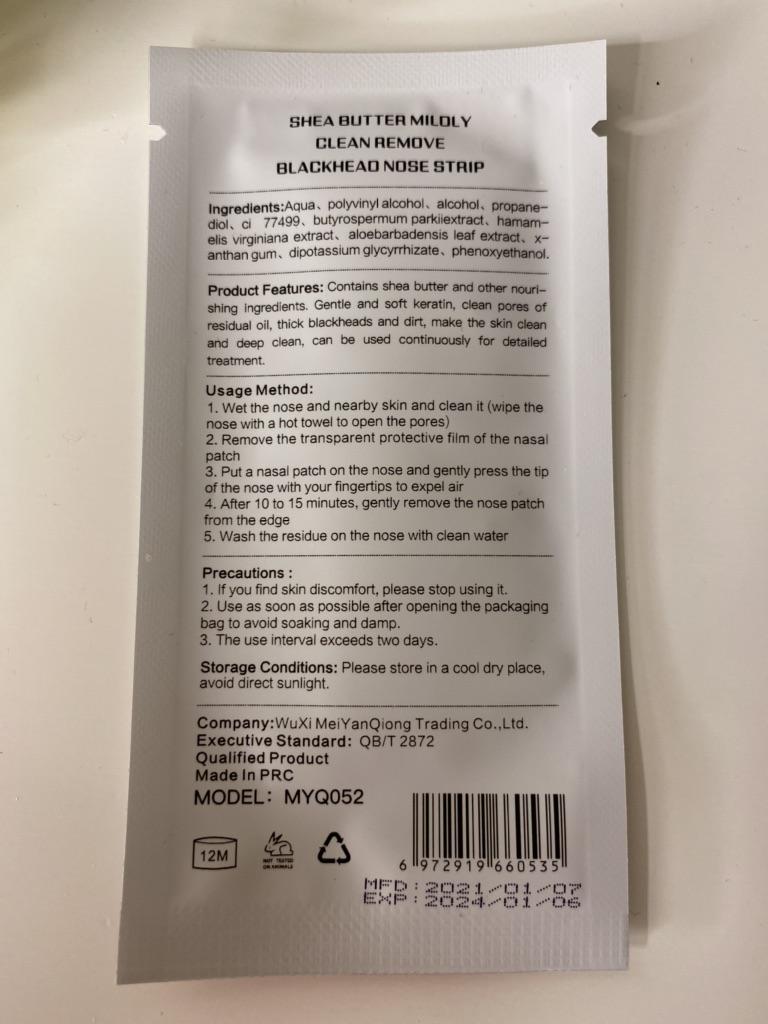 SHEA BUTTER MILDLY
CLEAN REMOVE
BLACKHEAD NOSE STRIP
Ingredients:Aqua、polyvinyl alcohol、alcohol、propane-
diol、ci 77499、butyrospermum parkiiextract、hamam-
elis virginiana extract、aloebarbadensis leaf extract、x-
anthan gum、dipotassium glycyrrhizate、phenoxyethanol.
Product Features: Contains shea butter and other nouri-
shing ingredients. Gentle and soft keratin, clean pores of
residual oil, thick blackheads and dirt, make the skin clean
and deep clean, can be used continuously for detailed
treatment.
Usage Method:
1. Wet the nose and nearby skin and clean it (wipe the
nose with a hot towel to open the pores)
2. Remove the transparent protective film of the nasal
patch
3. Put a nasal patch on the nose and gently press the tip
of the nose with your fingertips to expel air
4. After 10 to 15 minutes, gently remove the nose patch
from the edge
5. Wash the residue on the nose with clean water
Precautions :
1. If you find skin discomfort, please stop using it.
2. Use as soon as possible after opening the packaging
bag to avoid soaking and damp.
3. The use interval exceeds two days.
Storage Conditions: Please store in a cool dry place,
avoid direct sunlight.
Company:WuXi MeiYanQiong Trading Co.,Ltd.
Executive Standard: QB/T 2872
Qualified Product
Made In PRC
MODEL: MYQ052
12M
NOT TESTED
ON ANIMALS
6 972919 660535
MFD:2021/01/07
EXP:2024/01/06